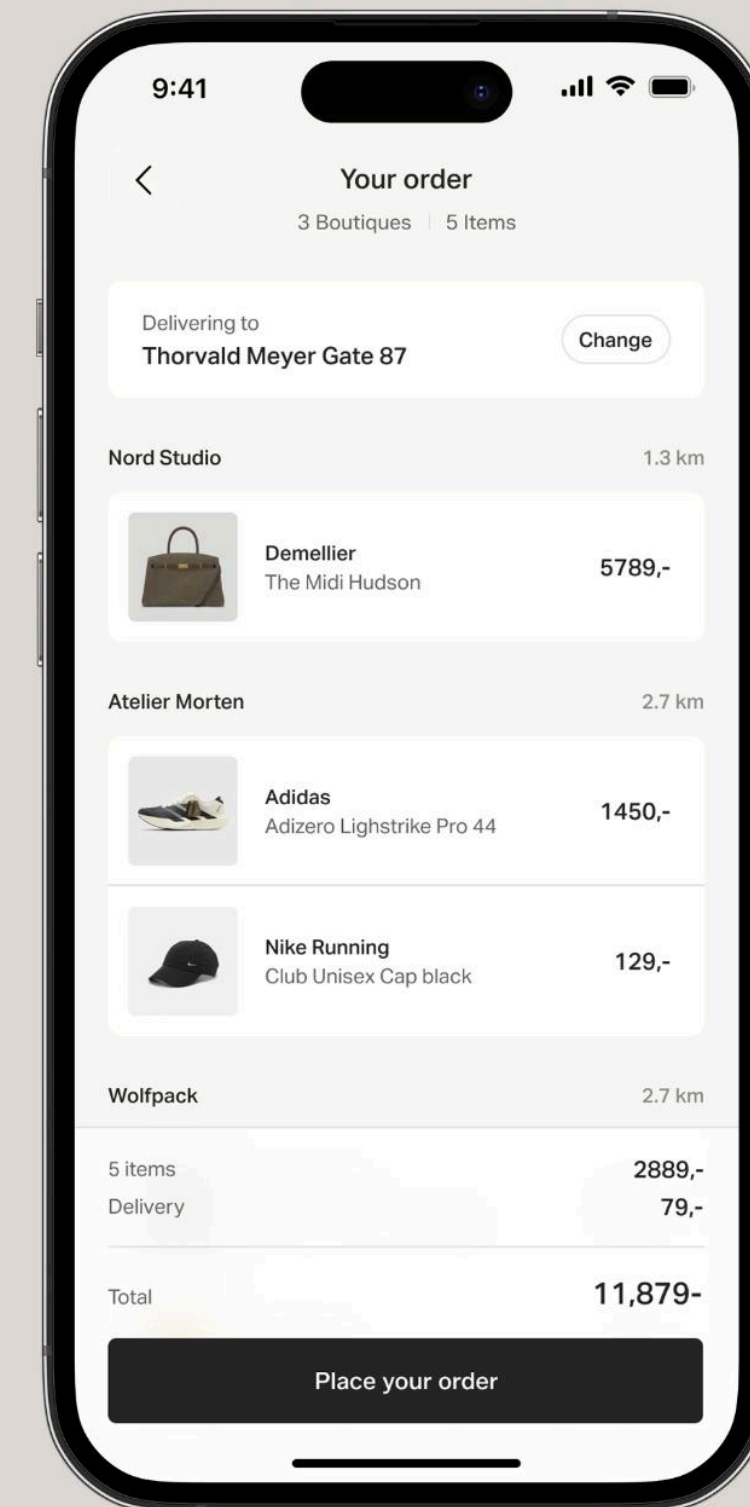 9:41
Your order
3 Boutiques | 5 Items
Delivering to
Thorvald Meyer Gate 87
Change
Nord Studio 1.3 km
Demellier
The Midi Hudson
5789,-
Atelier Morten 2.7 km
Adidas
Adizero Lighstrike Pro 44
1450,-
Nike Running
Club Unisex Cap black
129,-
Wolfpack 2.7 km
5 items 2889,-
Delivery 79,-
Total 11,879-
Place your order